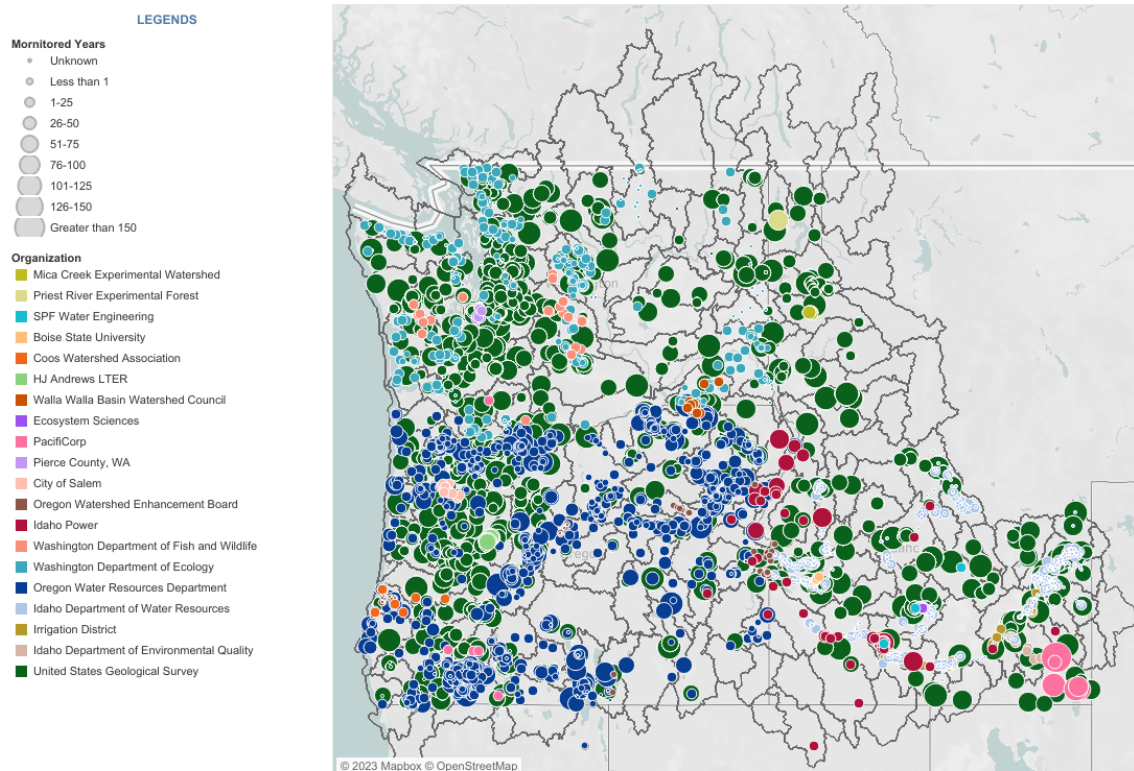 LEGENDS
Mornitored Years
Unknown
Less than 1
1-25
26-50
51-75
76-100
101-125
126-150
Greater than 150
Organization
Mica Creek Experimental Watershed
Priest River Experimental Forest
SPF Water Engineering
Boise State University
Coos Watershed Association
HJ Andrews LTER
Walla Walla Basin Watershed Council
Ecosystem Sciences
PacifiCorp
Pierce County, WA
City of Salem
Oregon Watershed Enhancement Board
Idaho Power
Washington Department of Fish and Wildlife
Washington Department of Ecology
Oregon Water Resources Department
Idaho Department of Water Resources
Irrigation District
Idaho Department of Environmental Quality
United States Geological Survey
© 2023 Mapbox © OpenStreetMap